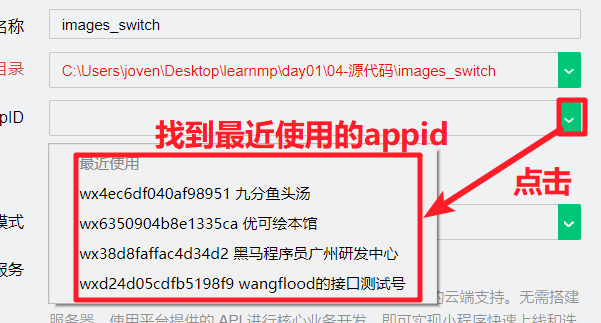 名称 images_switch
目录 C:\Users\joven\Desktop\learnmp\day01\04-源代码\images_switch
pID
找到最近使用的appid
最近使用
点击
wx4ec6df040af98951 九分鱼头汤
wx6350904b8e1335ca 优可绘本馆
模式
wx38d8faffac4d34d2 黑马程序员广州研发中心
服务
wxd24d05cdfb5198f9 wangflood的接口测试号
的云端支持。无需搭建
服务器，使用平台提供的 API 进行核心业务开发，即可实现小程序快速上线和迭